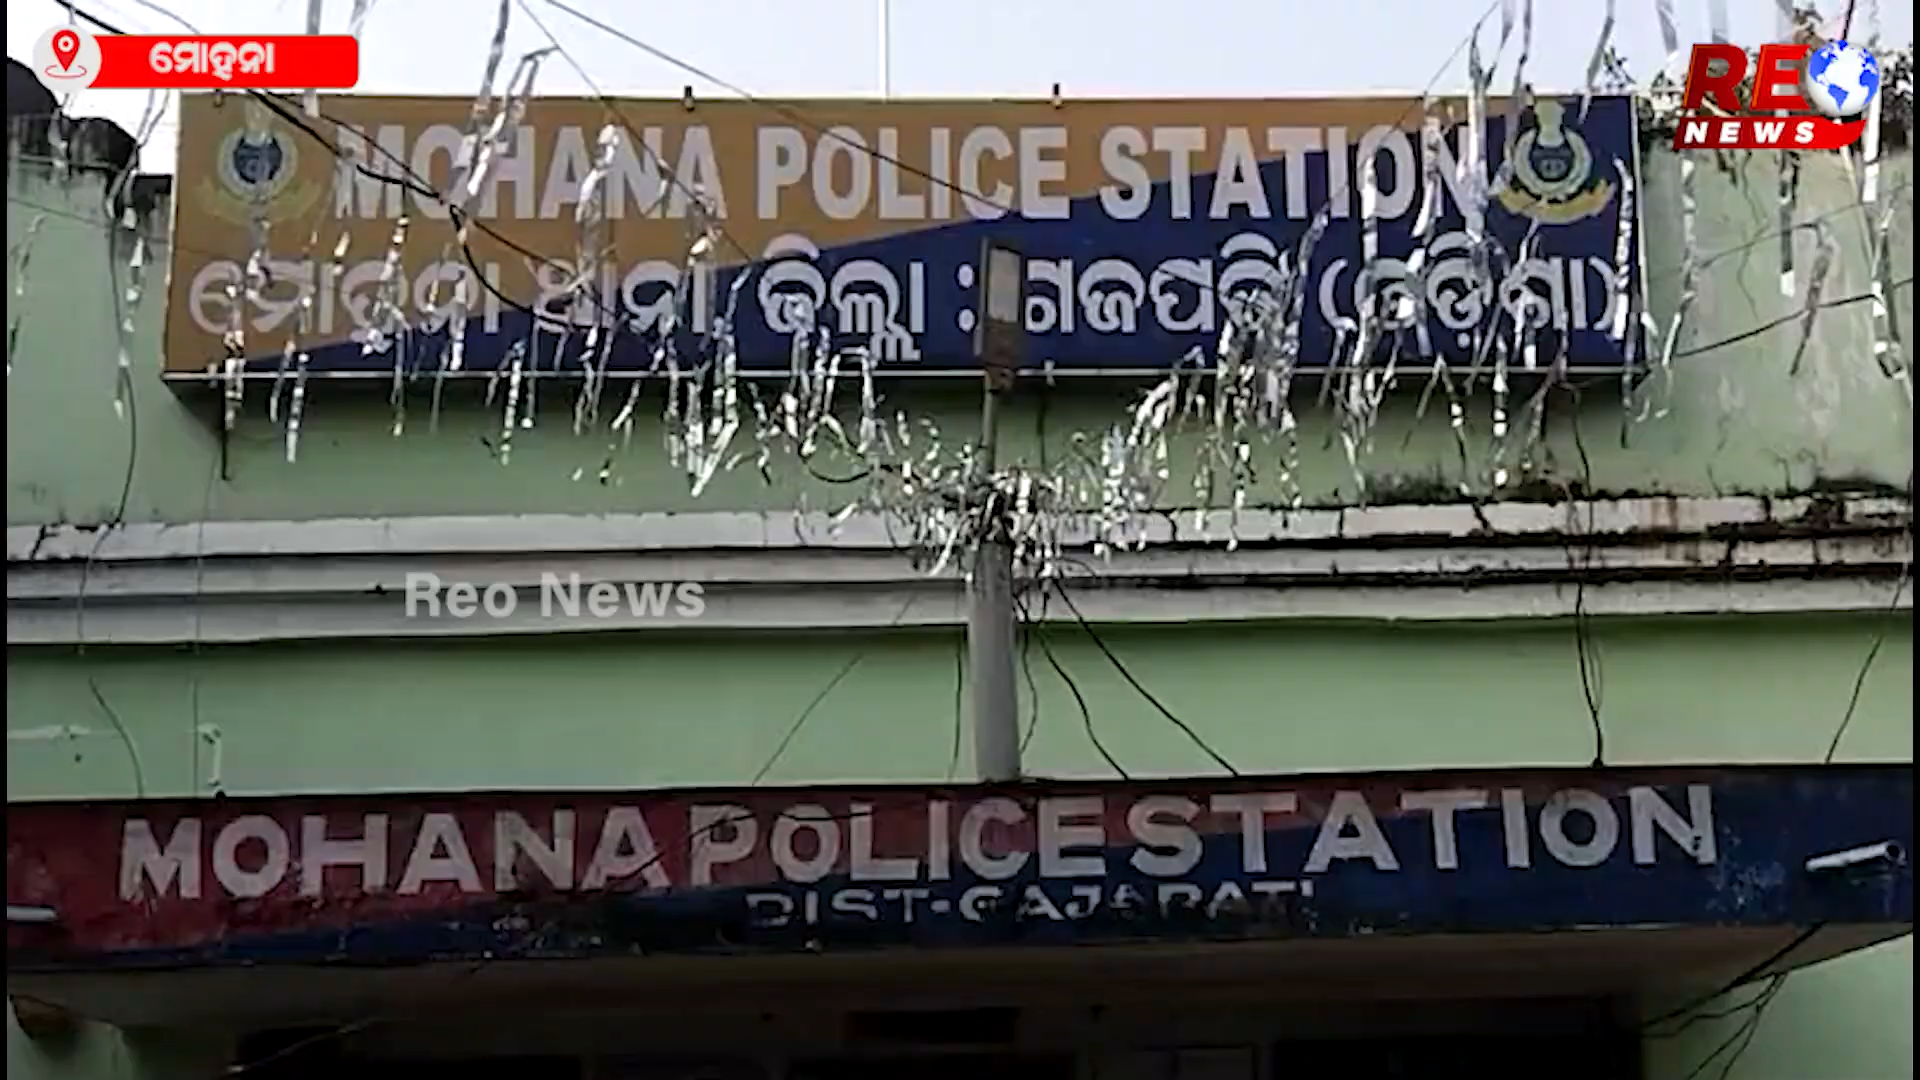 ମୋହନା
REO
NEWS
MOHANA POLICE STATION
ମୋହନା ଥାନା ଜିଲ୍ଲା : ଗଜପତି (ଓଡ଼ିଶା)
Reo News
MOHANA POLICE STATION
DIST-GAJAPATI